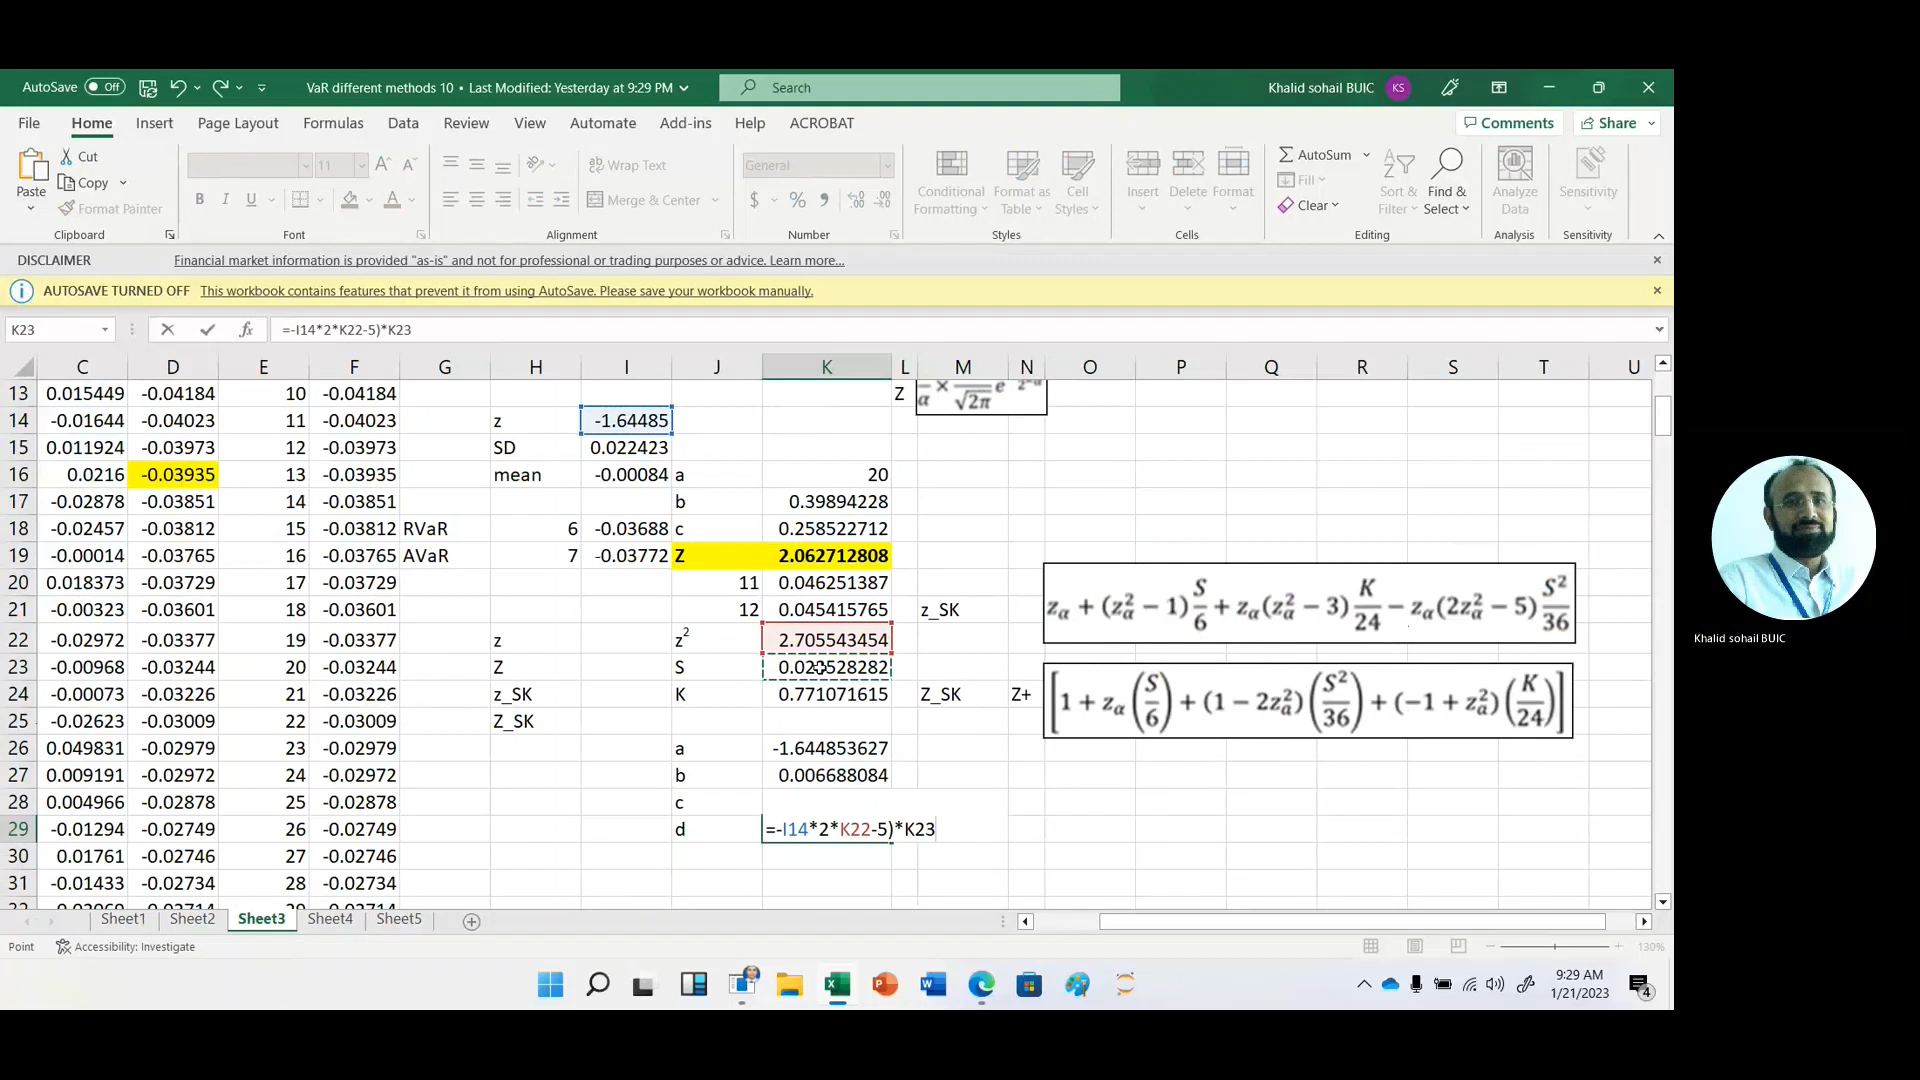 AutoSave Off VaR different methods 10 • Last Modified: Yesterday at 9:29 PM Search Khalid sohail BUIC KS
File Home Insert Page Layout Formulas Data Review View Automate Add-ins Help ACROBAT Comments Share
Paste Cut Copy Format Painter
11 B I U
Wrap Text Merge & Center
General $ %
Conditional Formatting Format as Table Cell Styles
Insert Delete Format
AutoSum Fill Clear Sort & Filter Find & Select
Analyze Data Sensitivity
Clipboard Font Alignment Number Styles Cells Editing Analysis Sensitivity
DISCLAIMER Financial market information is provided "as-is" and not for professional or trading purposes or advice. Learn more...
AUTOSAVE TURNED OFF This workbook contains features that prevent it from using AutoSave. Please save your workbook manually.
K23 fx =-I14*2*K22-5)*K23
C D E F G H I J K L M N O P Q R S T U
13 0.015449 -0.04184 10 -0.04184 Z α × √2π e
14 -0.01644 -0.04023 11 -0.04023 z -1.64485
15 0.011924 -0.03973 12 -0.03973 SD 0.022423
16 0.0216 -0.03935 13 -0.03935 mean -0.00084 a 20
17 -0.02878 -0.03851 14 -0.03851 b 0.39894228
18 -0.02457 -0.03812 15 -0.03812 RVaR 6 -0.03688 c 0.258522712
19 -0.00014 -0.03765 16 -0.03765 AVaR 7 -0.03772 Z 2.062712808
20 0.018373 -0.03729 17 -0.03729 11 0.046251387
21 -0.00323 -0.03601 18 -0.03601 12 0.045415765 z_SK zα + (zα² − 1) S/6 + zα(zα² − 3) K/24 − zα(2zα² − 5) S²/36
22 -0.02972 -0.03377 19 -0.03377 z z² 2.705543454
23 -0.00968 -0.03244 20 -0.03244 Z S
24 -0.00073 -0.03226 21 -0.03226 z_SK K 0.771071615 Z_SK Z+ [1 + zα (S/6) + (1 − 2zα²) (S²/36) + (−1 + zα²) (K/24)]
25 -0.02623 -0.03009 22 -0.03009 Z_SK
26 0.049831 -0.02979 23 -0.02979 a -1.644853627
27 0.009191 -0.02972 24 -0.02972 b 0.006688084
28 0.004966 -0.02878 25 -0.02878 c
29 -0.01294 -0.02749 26 -0.02749 d =-I14*2*K22-5)*K23
30 0.01761 -0.02746 27 -0.02746
31 -0.01433 -0.02734 28 -0.02734
Sheet1 Sheet2 Sheet3 Sheet4 Sheet5
Point Accessibility: Investigate 130%
9:29 AM
1/21/2023
4
Khalid sohail BUIC